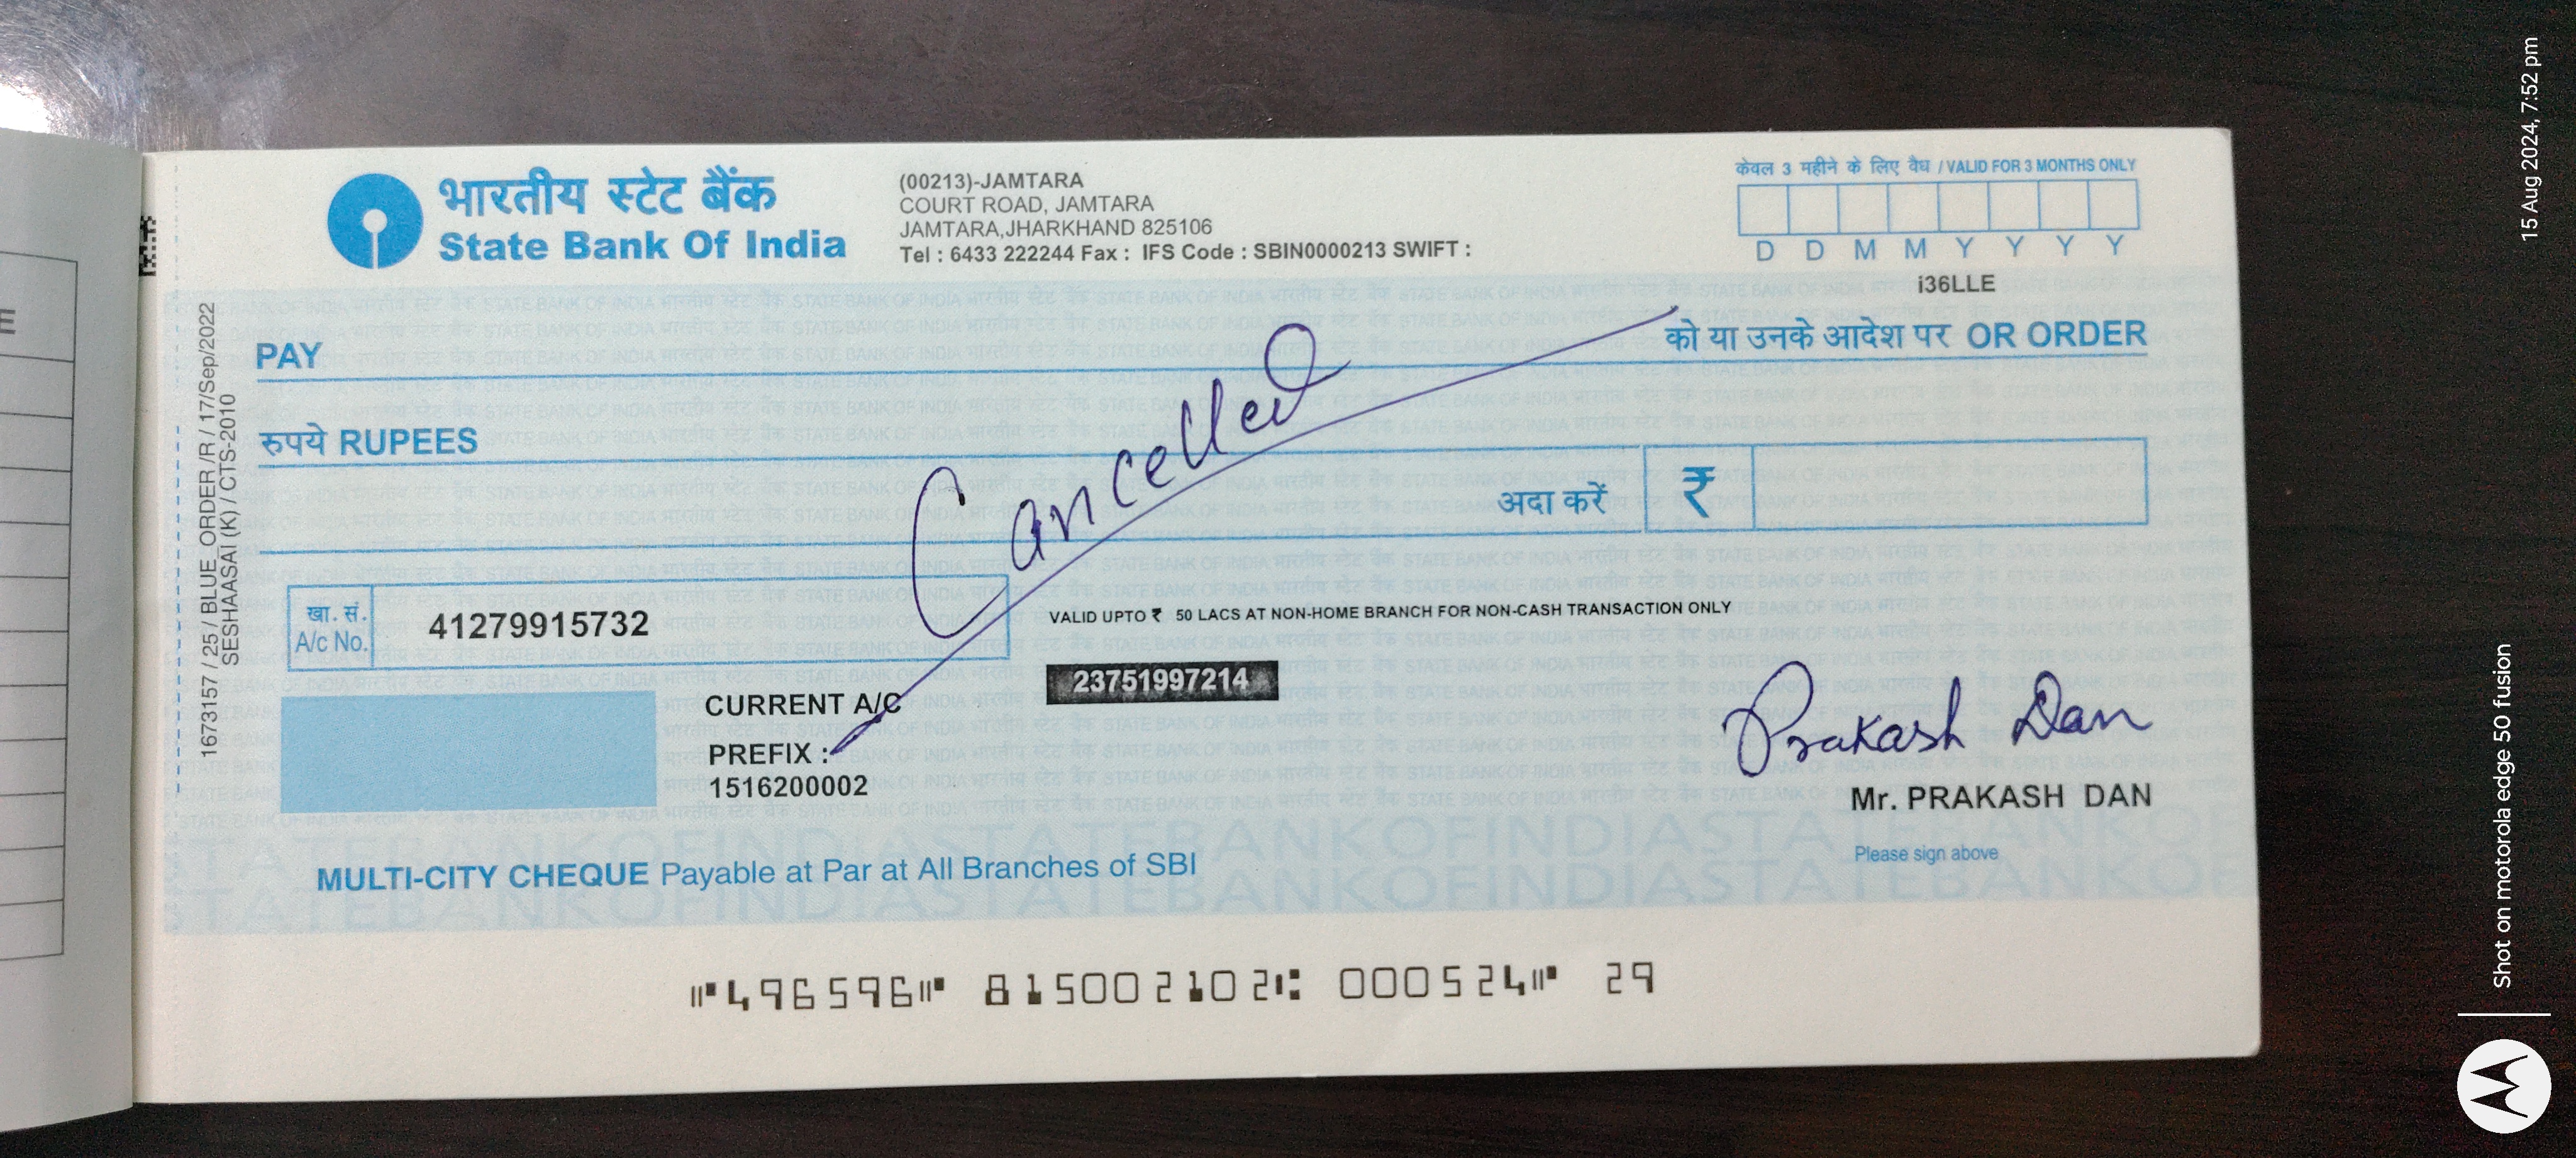 भारतीय स्टेट बैंक
State Bank Of India
(00213)-JAMTARA
COURT ROAD, JAMTARA
JAMTARA,JHARKHAND 825106
Tel : 6433 222244 Fax : IFS Code : SBIN0000213 SWIFT :
केवल 3 महीने के लिए वैध / VALID FOR 3 MONTHS ONLY
D D M M Y Y Y Y
i36LLE
PAY
को या उनके आदेश पर OR ORDER
Cancelled
रुपये RUPEES
अदा करें ₹
खा. सं.
A/c No.
41279915732
VALID UPTO ₹ 50 LACS AT NON-HOME BRANCH FOR NON-CASH TRANSACTION ONLY
23751997214
CURRENT A/C
PREFIX :
1516200002
Prakash Dan
Mr. PRAKASH DAN
Please sign above
MULTI-CITY CHEQUE Payable at Par at All Branches of SBI
STATEBANKOFINDIASTATEBANKOFINDIASTATEBANKOF
STATEBANKOFINDIASTATEBANKOFINDIASTATEBANKOF
⑈496596⑈ 815002102⑆ 000524⑈ 29
1673157 / 25 / BLUE_ORDER /R / 17/Sep/2022
SESHAASAI (K) / CTS-2010
E
15 Aug 2024, 7:52 pm
Shot on motorola edge 50 fusion